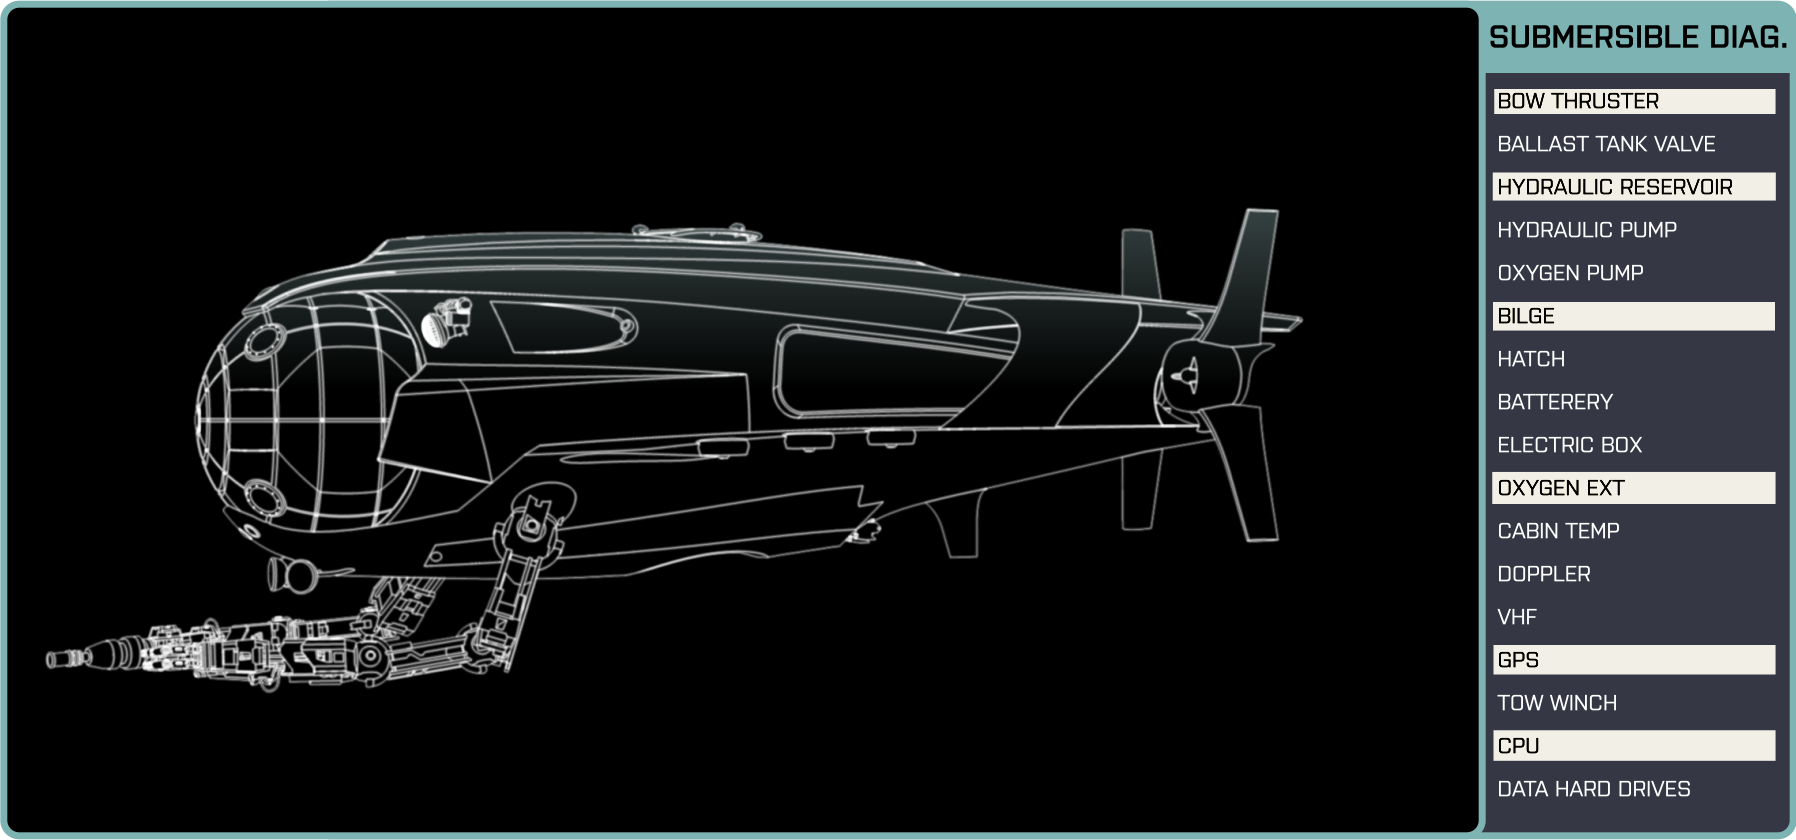 SUBMERSIBLE DIAG.
BOW THRUSTER
BALLAST TANK VALVE
HYDRAULIC RESERVOIR
HYDRAULIC PUMP
OXYGEN PUMP
BILGE
HATCH
BATTERERY
ELECTRIC BOX
OXYGEN EXT
CABIN TEMP
DOPPLER
VHF
GPS
TOW WINCH
CPU
DATA HARD DRIVES